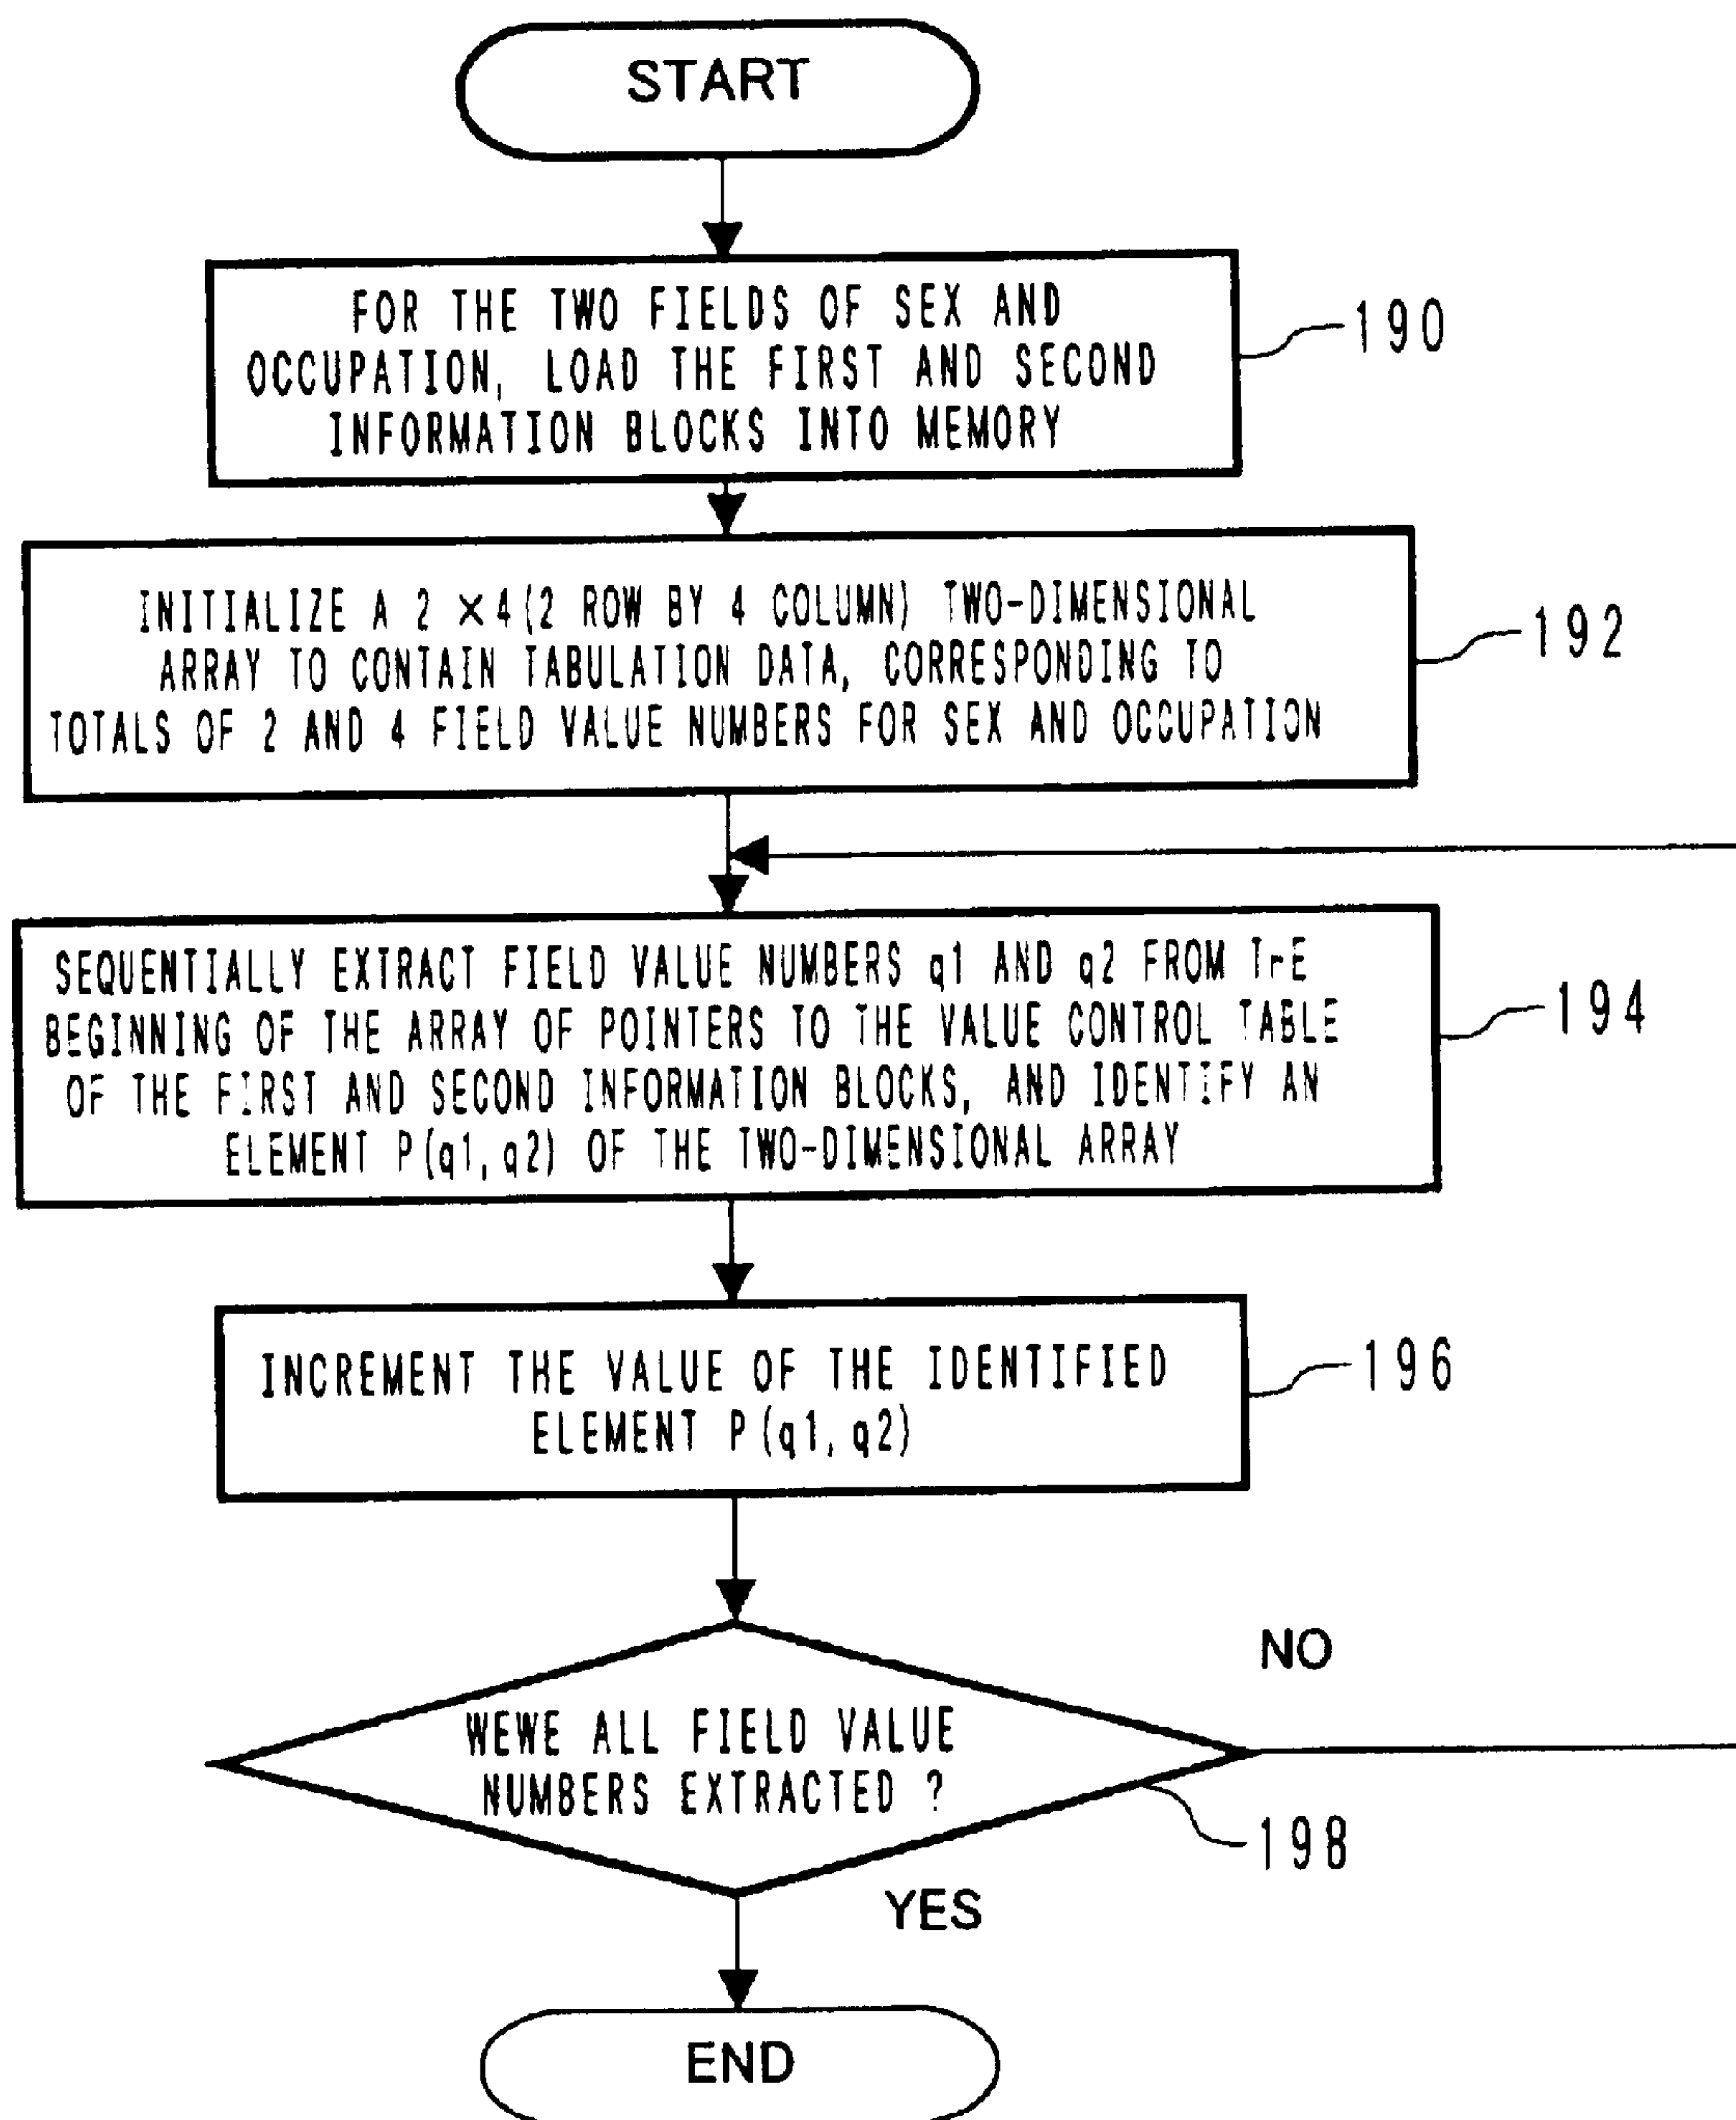 START
FOR THE TWO FIELDS OF SEX AND
OCCUPATION, LOAD THE FIRST AND SECOND
INFORMATION BLOCKS INTO MEMORY
190
INITIALIZE A 2 ×4(2 ROW BY 4 COLUMN) TWO-DIMENSIONAL
ARRAY TO CONTAIN TABULATION DATA, CORRESPONDING TO
TOTALS OF 2 AND 4 FIELD VALUE NUMBERS FOR SEX AND OCCUPATION
192
SEQUENTIALLY EXTRACT FIELD VALUE NUMBERS q1 AND q2 FROM TrE
BEGINNING OF THE ARRAY OF POINTERS TO THE VALUE CONTROL TABLE
OF THE FIRST AND SECOND INFORMATION BLOCKS, AND IDENTIFY AN
ELEMENT P(q1, q2) OF THE TWO-DIMENSIONAL ARRAY
194
INCREMENT THE VALUE OF THE IDENTIFIED
ELEMENT P(q1, q2)
196
NO
WEWE ALL FIELD VALUE
NUMBERS EXTRACTED ?
198
YES
END